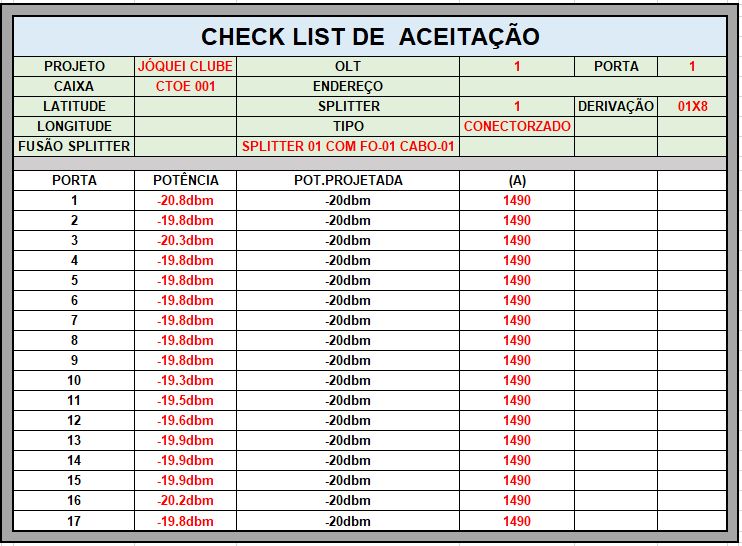 CHECK LIST DE  ACEITAÇÃO
PROJETO JÓQUEI CLUBE OLT 1 PORTA 1
CAIXA CTOE 001 ENDEREÇO
LATITUDE SPLITTER 1 DERIVAÇÃO 01X8
LONGITUDE TIPO CONECTORZADO
FUSÃO SPLITTER SPLITTER 01 COM FO-01 CABO-01
PORTA POTÊNCIA POT.PROJETADA (A)
1 -20.8dbm -20dbm 1490
2 -19.8dbm -20dbm 1490
3 -20.3dbm -20dbm 1490
4 -19.8dbm -20dbm 1490
5 -19.8dbm -20dbm 1490
6 -19.8dbm -20dbm 1490
7 -19.8dbm -20dbm 1490
8 -19.8dbm -20dbm 1490
9 -19.8dbm -20dbm 1490
10 -19.3dbm -20dbm 1490
11 -19.5dbm -20dbm 1490
12 -19.6dbm -20dbm 1490
13 -19.9dbm -20dbm 1490
14 -19.9dbm -20dbm 1490
15 -19.9dbm -20dbm 1490
16 -20.2dbm -20dbm 1490
17 -19.8dbm -20dbm 1490